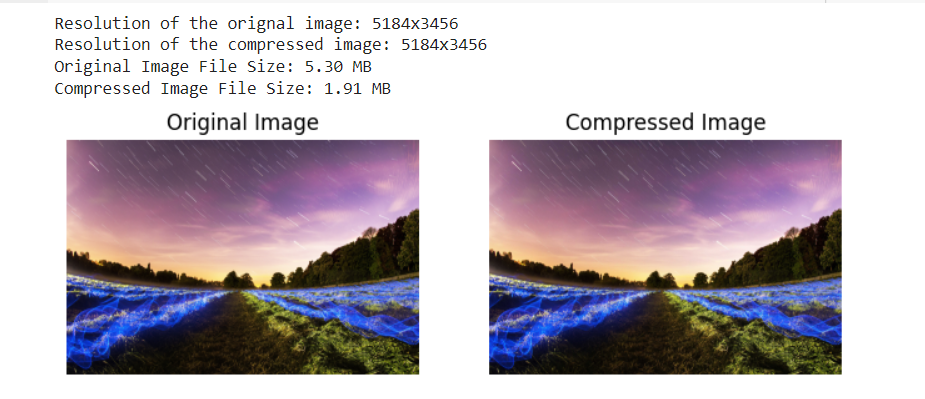 Resolution of the orignal image: 5184x3456
Resolution of the compressed image: 5184x3456
Original Image File Size: 5.30 MB
Compressed Image File Size: 1.91 MB
Original Image
Compressed Image